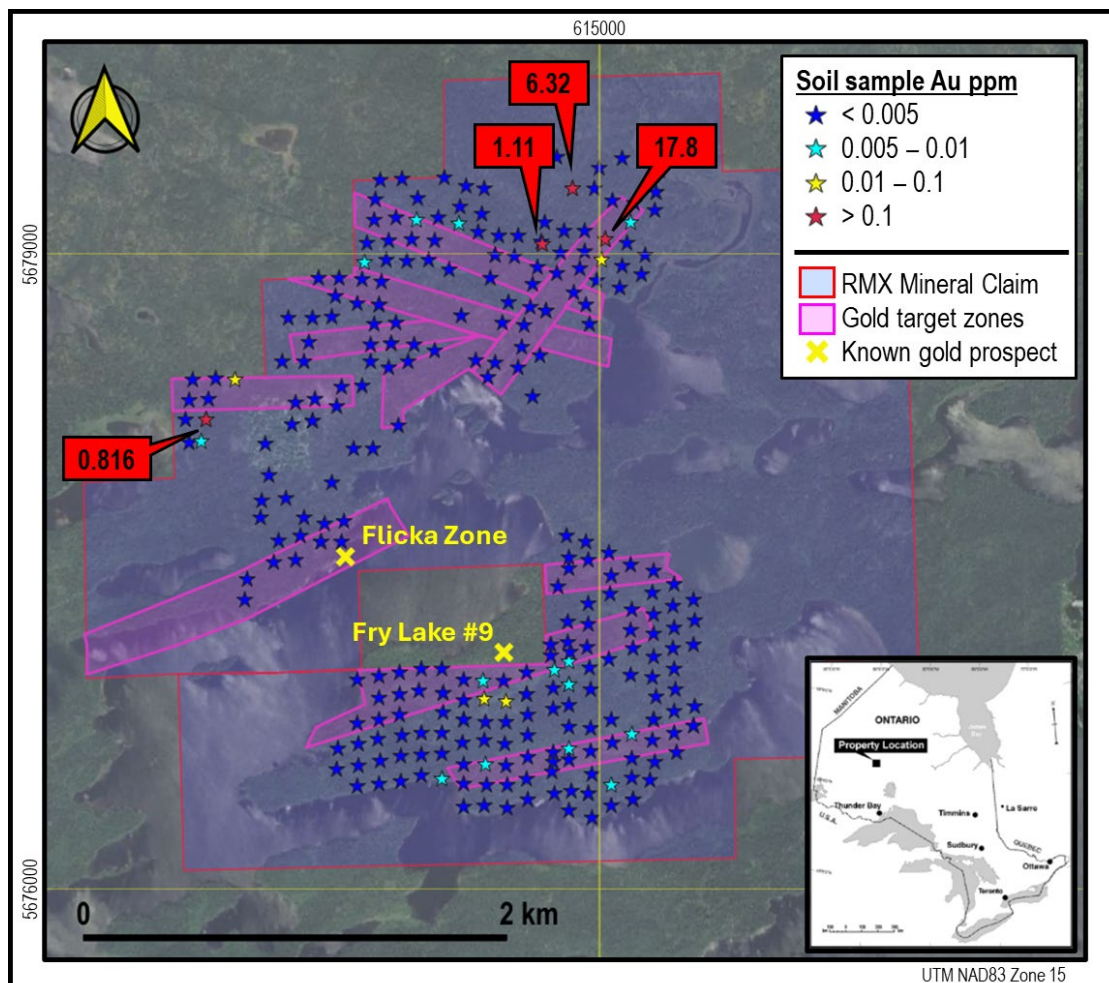 615000
6.32
1.11
17.8
Soil sample Au ppm
< 0.005
0.005 – 0.01
0.01 – 0.1
> 0.1
RMX Mineral Claim
Gold target zones
Known gold prospect
5679000
0.816
Flicka Zone
Fry Lake #9
5676000
0
2 km
MANITOBA
ONTARIO
Property Location
Thunder Bay
U.S.A.
Timmins
La Sarre
QUEBEC
Sudbury
Ottawa
Toronto
UTM NAD83 Zone 15